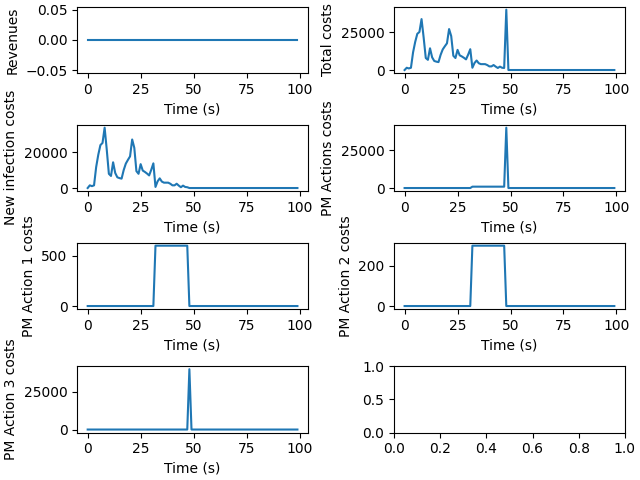 Revenues
0.05
0.00
−0.05
0 25 50 75 100
Time (s)
Total costs
25000
0
0 25 50 75 100
Time (s)
New infection costs
20000
0
0 25 50 75 100
Time (s)
PM Actions costs
25000
0
0 25 50 75 100
Time (s)
PM Action 1 costs
500
0
0 25 50 75 100
Time (s)
PM Action 2 costs
200
0
0 25 50 75 100
Time (s)
PM Action 3 costs
25000
0
0 25 50 75 100
Time (s)
1.0
0.5
0.0
0.0 0.2 0.4 0.6 0.8 1.0